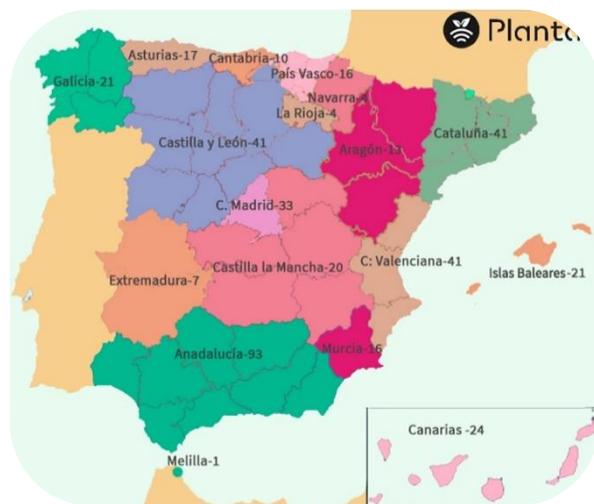 Asturias-17
Cantabria-10
País Vasco-16
Galicia-21
Navarra-4
La Rioja-4
Cataluña-41
Castilla y León-41
Aragón-13
C. Madrid-33
C: Valenciana-41
Castilla la Mancha-20
Islas Baleares-21
Extremadura-7
Anadalucía-93
Murcia-16
Canarias -24
Melilla-1